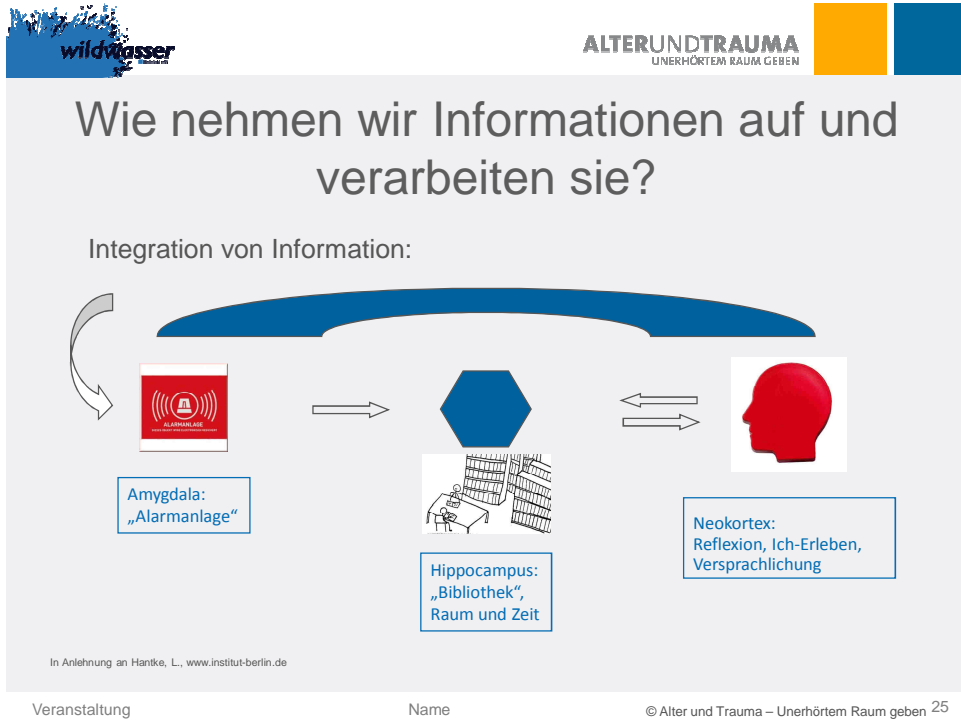 wildwasser
ALTERUNDTRAUMA
UNERHÖRTEM RAUM GEBEN
Wie nehmen wir Informationen auf und
verarbeiten sie?
Integration von Information:
ALARMANLAGE
Amygdala:
„Alarmanlage“
Hippocampus:
„Bibliothek“,
Raum und Zeit
Neokortex:
Reflexion, Ich-Erleben,
Versprachlichung
In Anlehnung an Hantke, L., www.institut-berlin.de
Veranstaltung
Name
© Alter und Trauma – Unerhörtem Raum geben 25